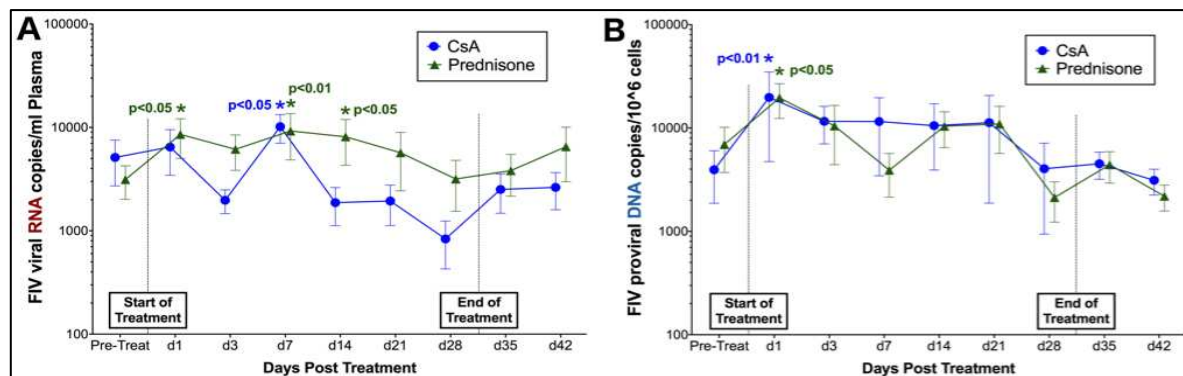 A
FIV viral RNA copies/ml Plasma
100000
10000
1000
100
CsA
Prednisone
p<0.05 *
p<0.05 *
p<0.01
*
* p<0.05
Start of
Treatment
End of
Treatment
Pre-Treat d1 d3 d7 d14 d21 d28 d35 d42
Days Post Treatment
B
FIV proviral DNA copies/10^6 cells
100000
10000
1000
100
CsA
Prednisone
p<0.01 *
* p<0.05
Start of
Treatment
End of
Treatment
Pre-Treat d1 d3 d7 d14 d21 d28 d35 d42
Days Post Treatment